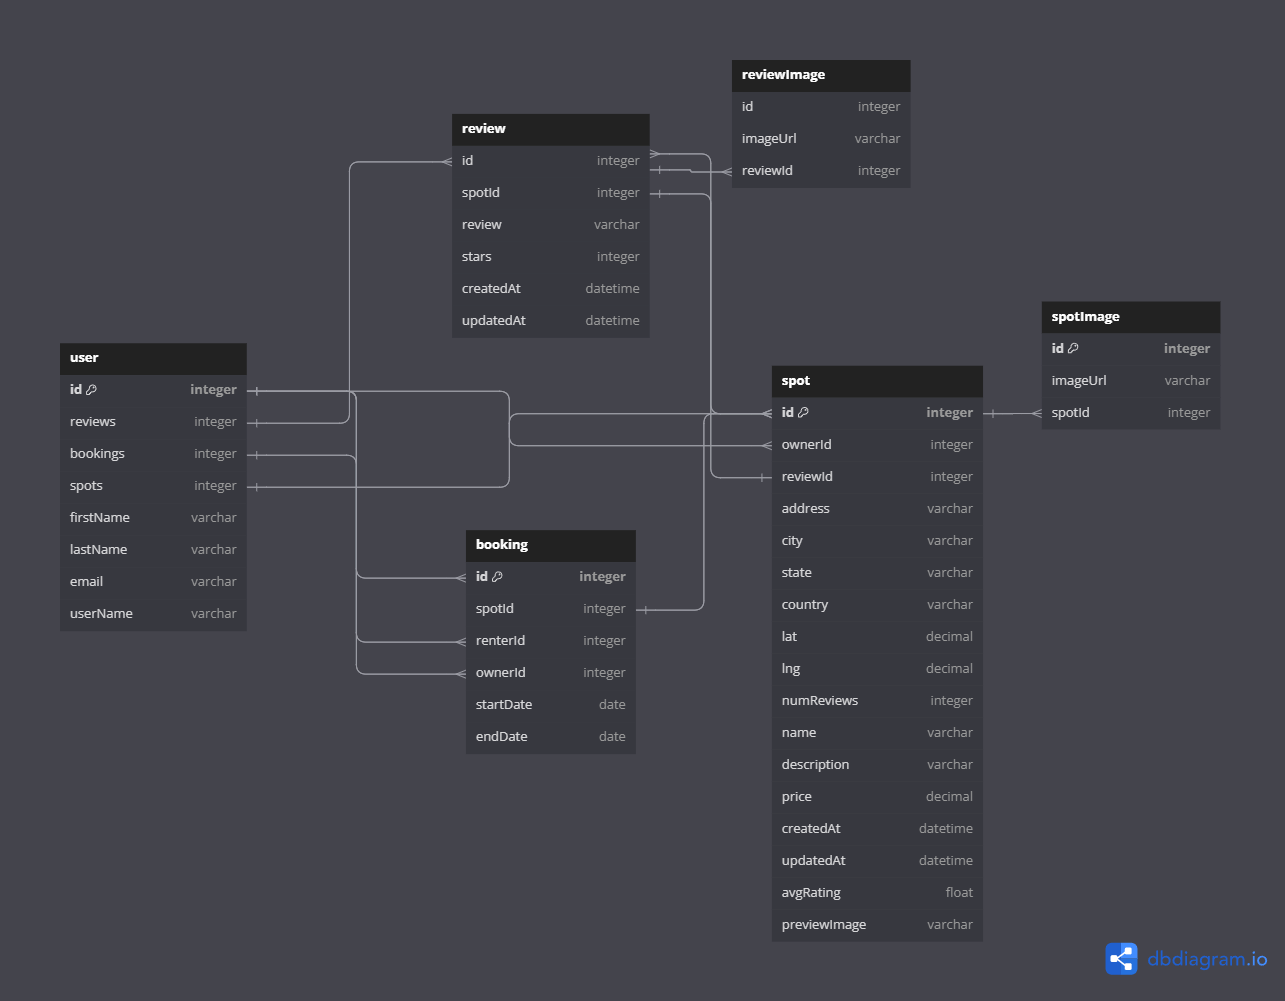 reviewImage
id integer
imageUrl varchar
reviewId integer
review
id integer
spotId integer
review varchar
stars integer
createdAt datetime
updatedAt datetime
spotImage
id integer
imageUrl varchar
spotId integer
user
id integer
reviews integer
bookings integer
spots integer
firstName varchar
lastName varchar
email varchar
userName varchar
spot
id integer
ownerId integer
reviewId integer
address varchar
city varchar
state varchar
country varchar
lat decimal
lng decimal
numReviews integer
name varchar
description varchar
price decimal
createdAt datetime
updatedAt datetime
avgRating float
previewImage varchar
booking
id integer
spotId integer
renterId integer
ownerId integer
startDate date
endDate date
dbdiagram.io